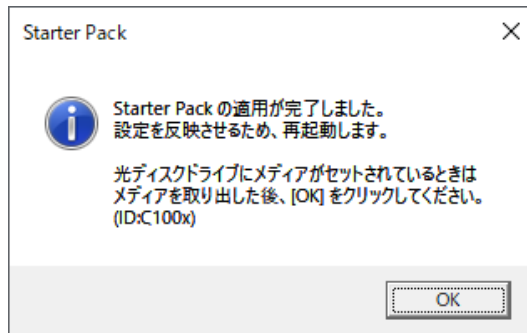 Starter Pack
Starter Pack の適用が完了しました。
設定を反映させるため、再起動します。
光ディスクドライブにメディアがセットされているときは
メディアを取り出した後、[OK] をクリックしてください。
(ID:C100x)
OK